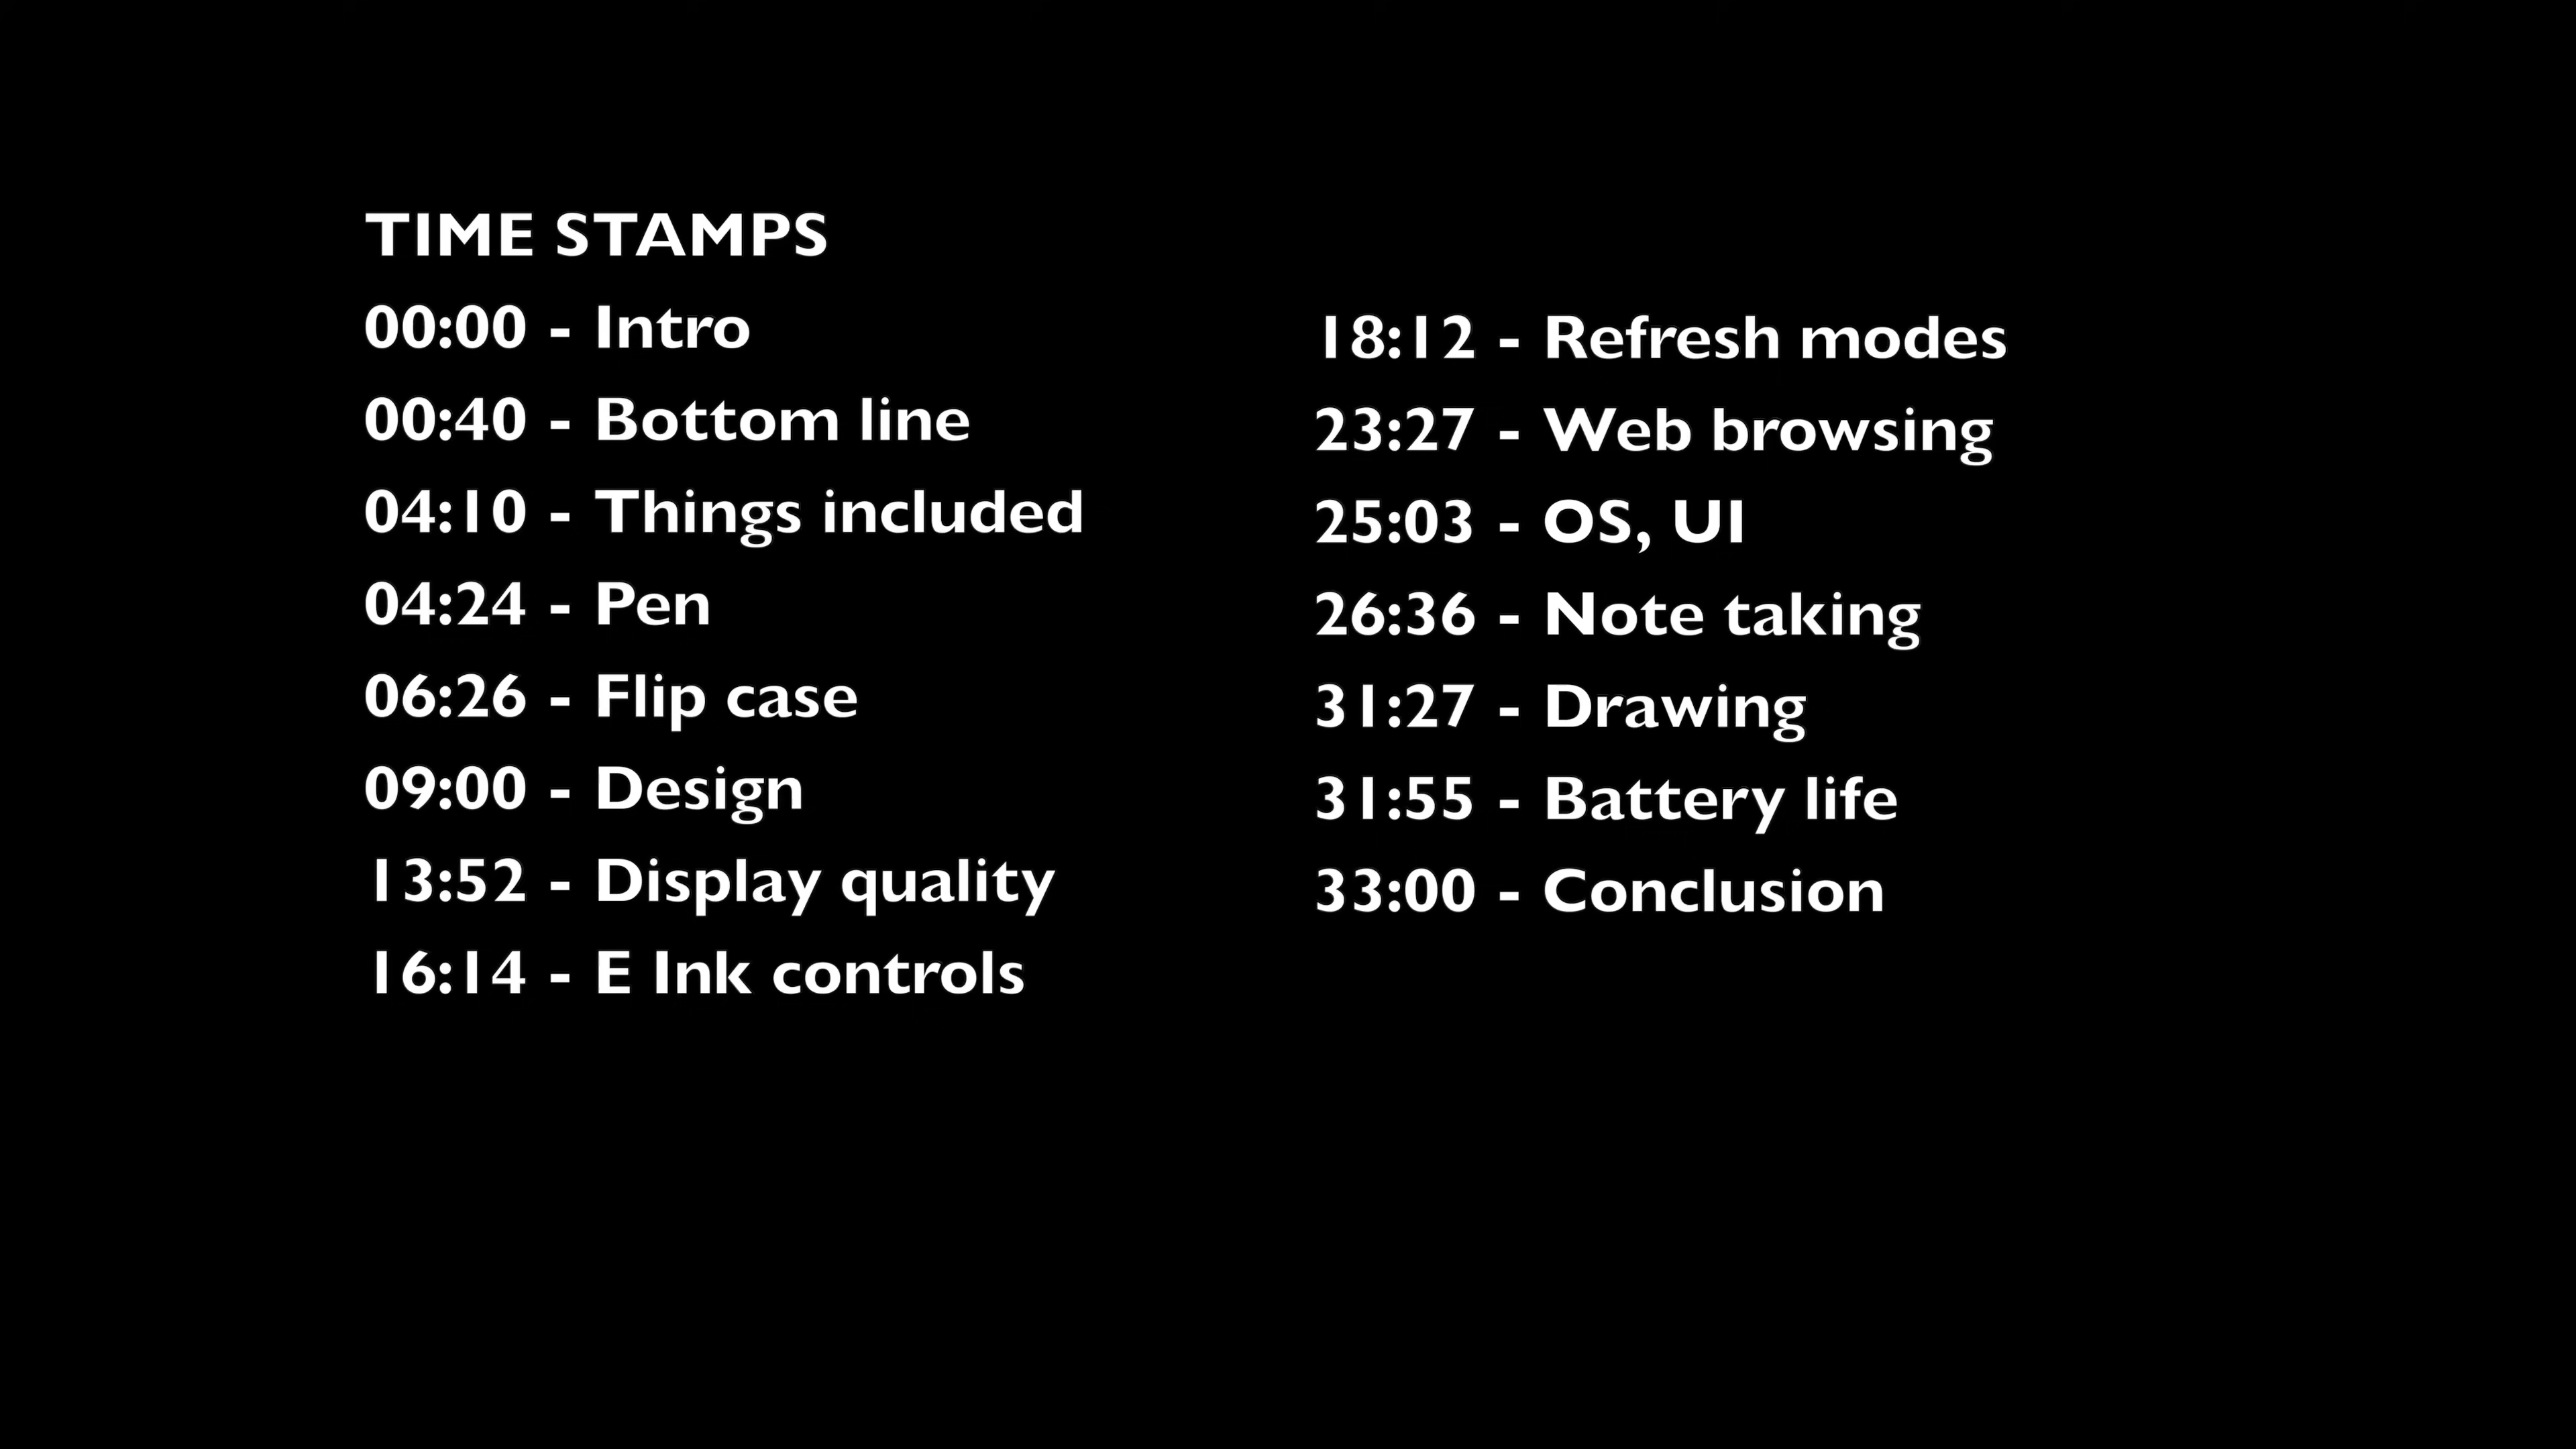 TIME STAMPS
00:00 - Intro
00:40 - Bottom line
04:10 - Things included
04:24 - Pen
06:26 - Flip case
09:00 - Design
13:52 - Display quality
16:14 - E Ink controls
18:12 - Refresh modes
23:27 - Web browsing
25:03 - OS, UI
26:36 - Note taking
31:27 - Drawing
31:55 - Battery life
33:00 - Conclusion